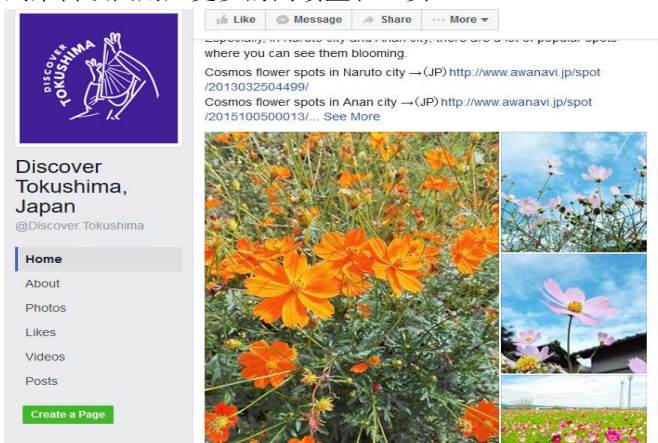 Like Message Share More
where you can see them blooming.
Cosmos flower spots in Naruto city →(JP) http://www.awanavi.jp/spot
/2013032504499/
Cosmos flower spots in Anan city →(JP) http://www.awanavi.jp/spot
/2015100500013/... See More
DISCOVER
TOKUSHIMA
Discover
Tokushima,
Japan
@Discover.Tokushima
Home
About
Photos
Likes
Videos
Posts
Create a Page